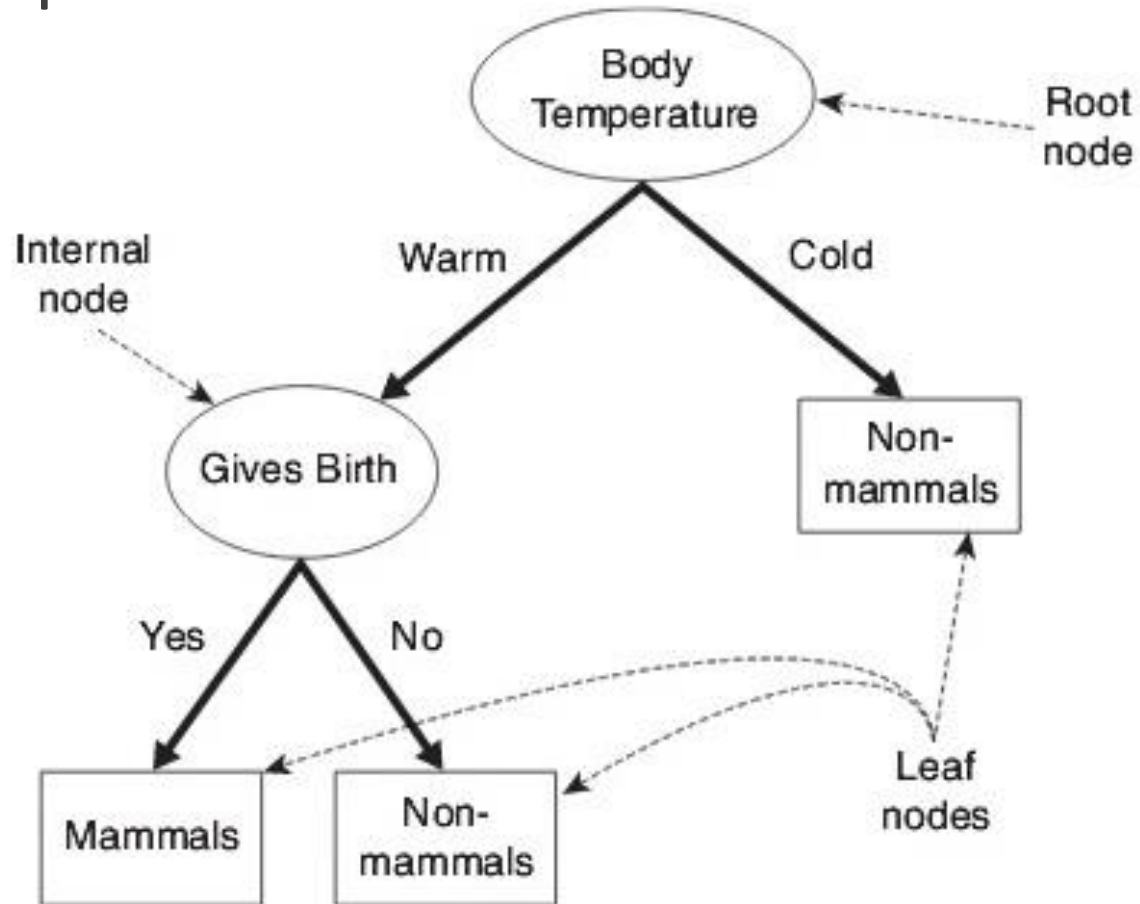 Body
Temperature
Root
node
Internal
node
Warm
Cold
Gives Birth
Non-
mammals
Yes
No
Mammals
Non-
mammals
Leaf
nodes